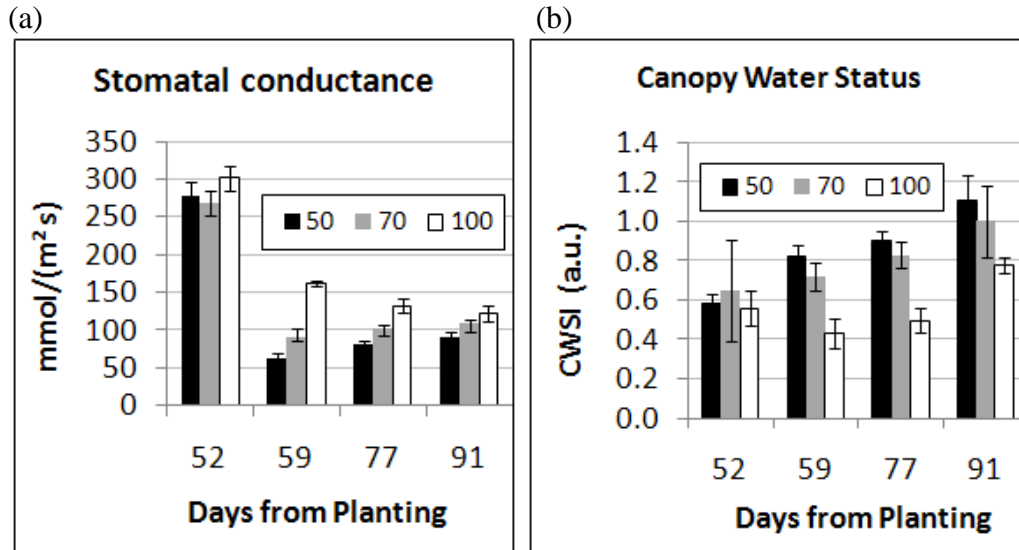 (a)
Stomatal conductance
mmol/(m² s)
350
300
250
200
150
100
50
0
50 70 100
52 59 77 91
Days from Planting
(b)
Canopy Water Status
CWSI (a.u.)
1.4
1.2
1.0
0.8
0.6
0.4
0.2
0.0
50 70 100
52 59 77 91
Days from Planting